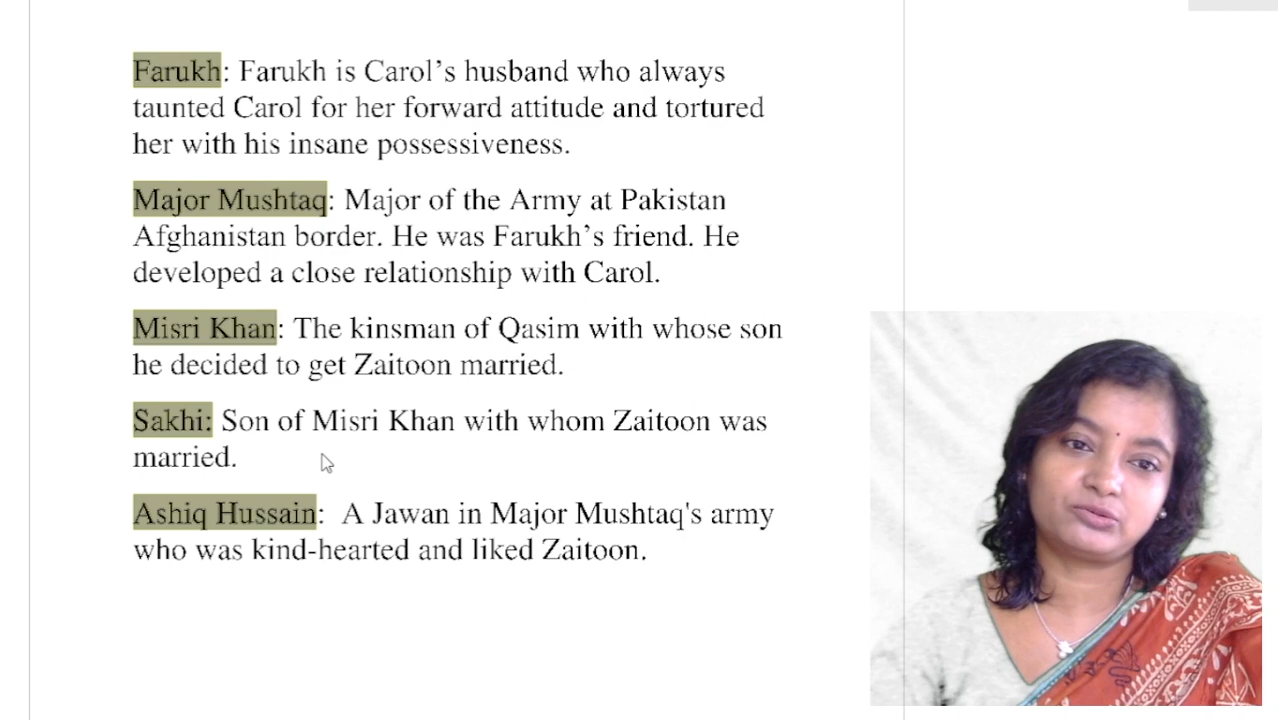 Farukh: Farukh is Carol’s husband who always
taunted Carol for her forward attitude and tortured
her with his insane possessiveness.
Major Mushtaq: Major of the Army at Pakistan
Afghanistan border. He was Farukh’s friend. He
developed a close relationship with Carol.
Misri Khan: The kinsman of Qasim with whose son
he decided to get Zaitoon married.
Sakhi: Son of Misri Khan with whom Zaitoon was
married.
Ashiq Hussain:  A Jawan in Major Mushtaq's army
who was kind-hearted and liked Zaitoon.